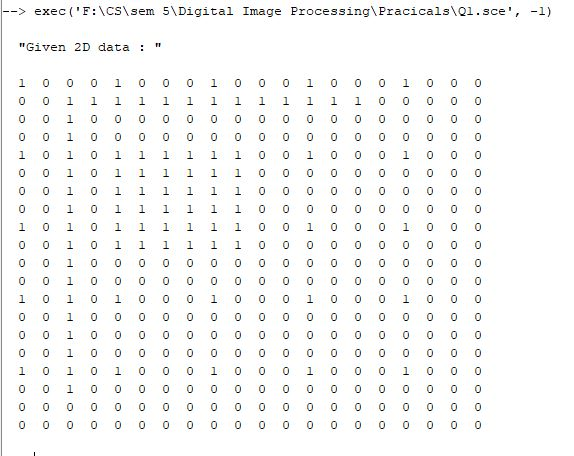 --> exec('F:\CS\sem 5\Digital Image Processing\Pracicals\Q1.sce', -1)
"Given 2D data : "
1 0 0 0 1 0 0 0 1 0 0 0 1 0 0 0 1 0 0 0
0 0 1 1 1 1 1 1 1 1 1 1 1 1 1 0 0 0 0 0
0 0 1 0 0 0 0 0 0 0 0 0 0 0 0 0 0 0 0 0
0 0 1 0 0 0 0 0 0 0 0 0 0 0 0 0 0 0 0 0
1 0 1 0 1 1 1 1 1 1 0 0 1 0 0 0 1 0 0 0
0 0 1 0 1 1 1 1 1 1 0 0 0 0 0 0 0 0 0 0
0 0 1 0 1 1 1 1 1 1 0 0 0 0 0 0 0 0 0 0
0 0 1 0 1 1 1 1 1 1 0 0 0 0 0 0 0 0 0 0
1 0 1 0 1 1 1 1 1 1 0 0 1 0 0 0 1 0 0 0
0 0 1 0 1 1 1 1 1 1 0 0 0 0 0 0 0 0 0 0
0 0 1 0 0 0 0 0 0 0 0 0 0 0 0 0 0 0 0 0
0 0 1 0 0 0 0 0 0 0 0 0 0 0 0 0 0 0 0 0
1 0 1 0 1 0 0 0 1 0 0 0 1 0 0 0 1 0 0 0
0 0 1 0 0 0 0 0 0 0 0 0 0 0 0 0 0 0 0 0
0 0 1 0 0 0 0 0 0 0 0 0 0 0 0 0 0 0 0 0
0 0 1 0 0 0 0 0 0 0 0 0 0 0 0 0 0 0 0 0
1 0 1 0 1 0 0 0 1 0 0 0 1 0 0 0 1 0 0 0
0 0 1 0 0 0 0 0 0 0 0 0 0 0 0 0 0 0 0 0
0 0 0 0 0 0 0 0 0 0 0 0 0 0 0 0 0 0 0 0
0 0 0 0 0 0 0 0 0 0 0 0 0 0 0 0 0 0 0 0